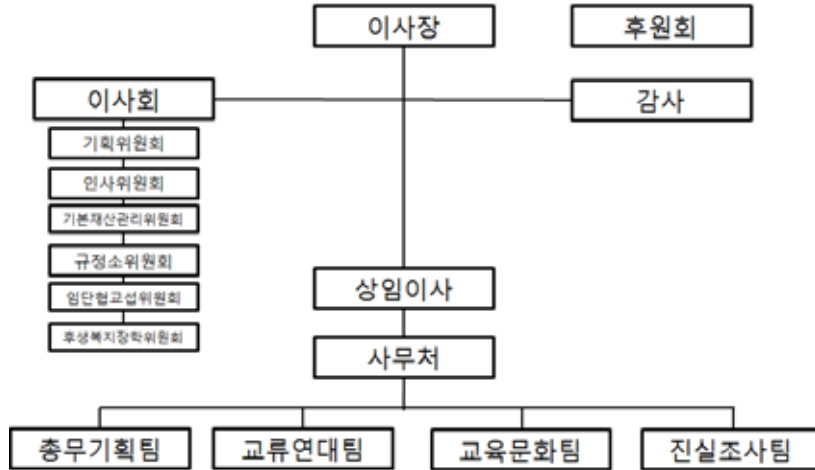 이사장
후원회
이사회
감사
기획위원회
인사위원회
기본재산관리위원회
규정소위원회
임단협교섭위원회
후생복지장학위원회
상임이사
사무처
총무기획팀
교류연대팀
교육문화팀
진실조사팀